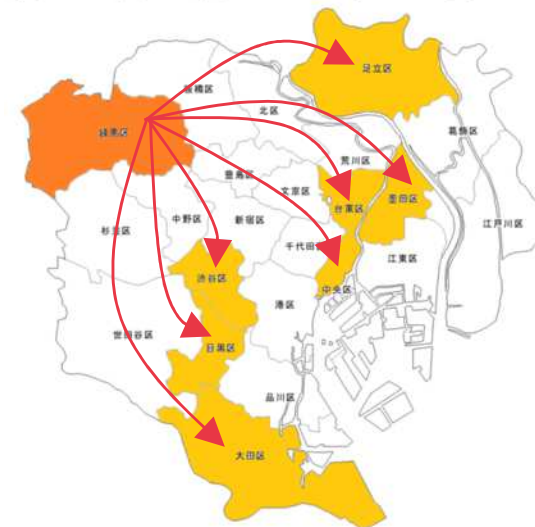 足立区
板橋区
北区
葛飾区
練馬区
荒川区
豊島区
文京区
墨田区
台東区
杉並区
中野区
新宿区
江戸川区
千代田
江東区
渋谷区
中央区
港区
世田谷区
目黒区
品川区
大田区